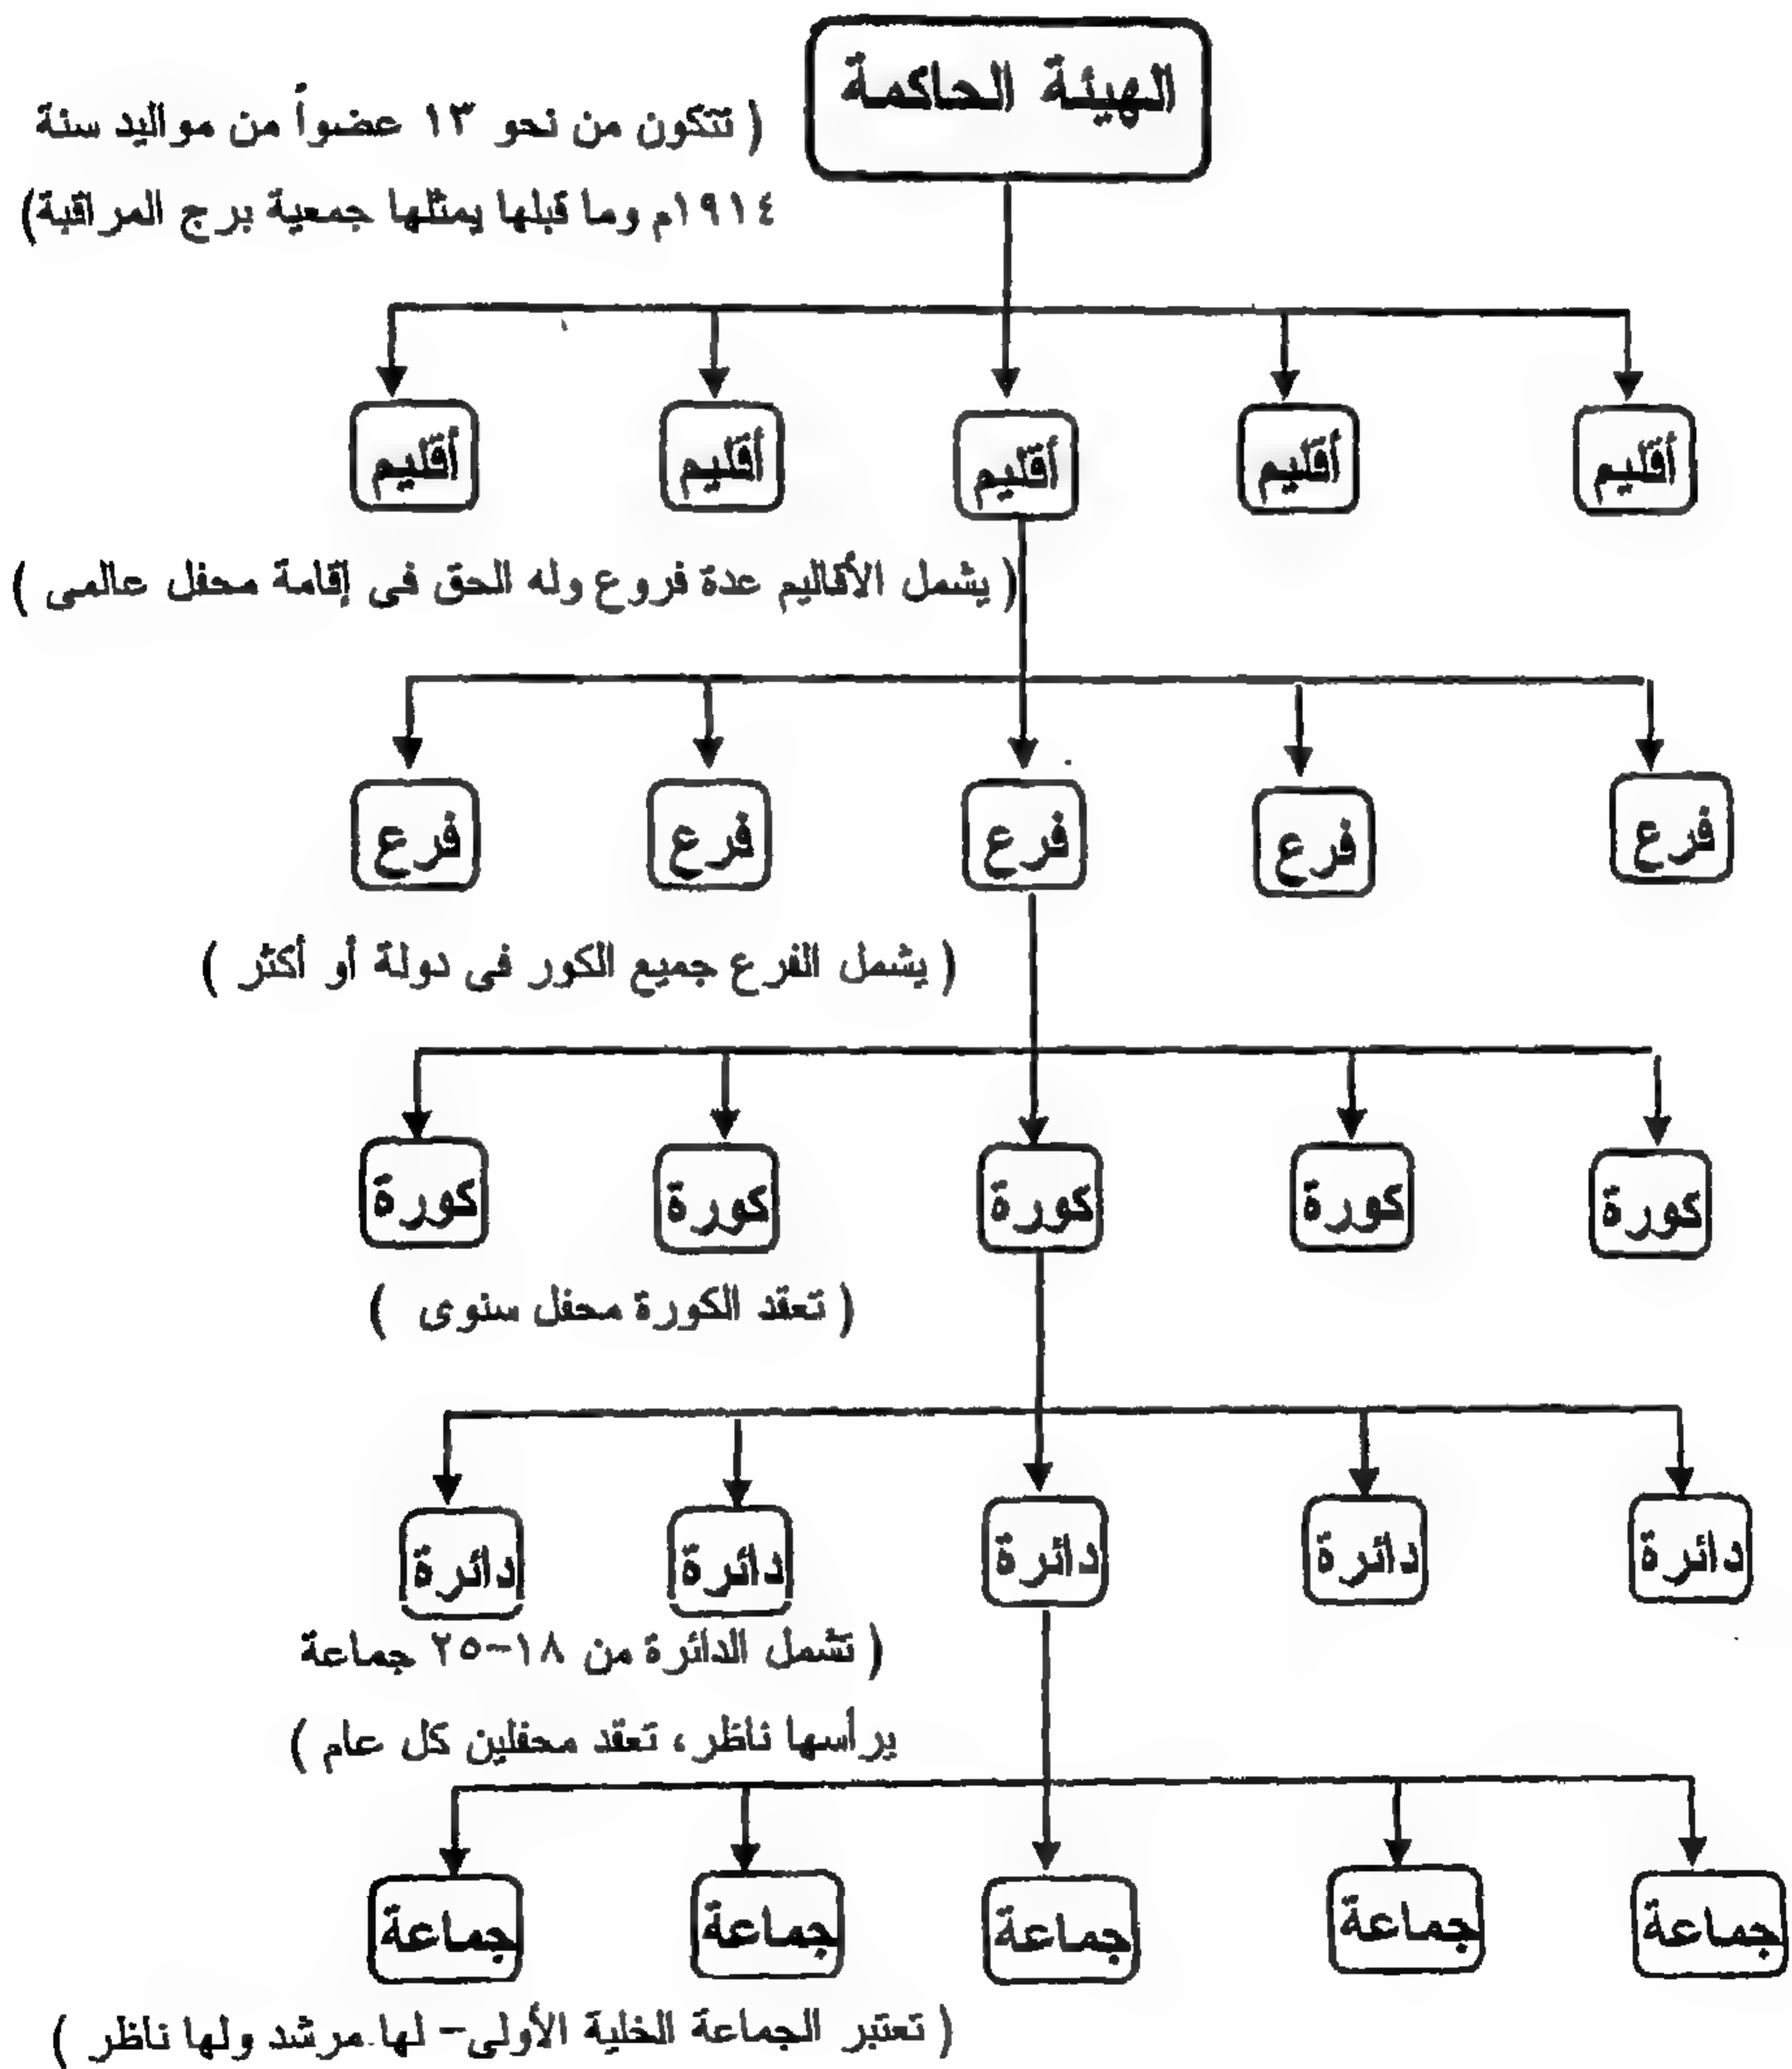 الهيئة الحاكمة
( تتكون من نحو ١٣ عضواً من مواليد سنة
١٩١٤م وما قبلها يمثلها جمعية برج المراقبة)
أقليم أقليم أقليم أقليم أقليم
( يشمل الأقاليم عدة فروع وله الحق فى إقامة محفل عالمى )
فرع فرع فرع فرع فرع
( يشمل الفرع جميع الكور فى دولة أو أكثر )
كورة كورة كورة كورة كورة
( تعقد الكورة محفل سنوى )
دائرة دائرة دائرة دائرة دائرة
( تشمل الدائرة من ١٨-٢٥ جماعة
يرأسها ناظر، تعقد محفلين كل عام )
جماعة جماعة جماعة جماعة جماعة
( تعتبر الجماعة الخلية الأولى- لها مرشد ولها ناظر )